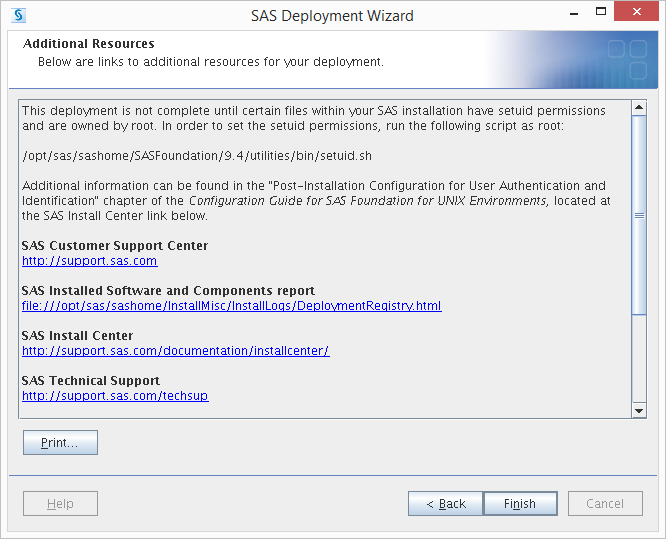 SAS Deployment Wizard
Additional Resources
Below are links to additional resources for your deployment.
This deployment is not complete until certain files within your SAS installation have setuid permissions
and are owned by root. In order to set the setuid permissions, run the following script as root:
/opt/sas/sashome/SASFoundation/9.4/utilities/bin/setuid.sh
Additional information can be found in the "Post-Installation Configuration for User Authentication and
Identification" chapter of the Configuration Guide for SAS Foundation for UNIX Environments, located at
the SAS Install Center link below.
SAS Customer Support Center
http://support.sas.com
SAS Installed Software and Components report
file:///opt/sas/sashome/InstallMisc/InstallLogs/DeploymentRegistry.html
SAS Install Center
http://support.sas.com/documentation/installcenter/
SAS Technical Support
http://support.sas.com/techsup
Print...
Help
< Back
Finish
Cancel